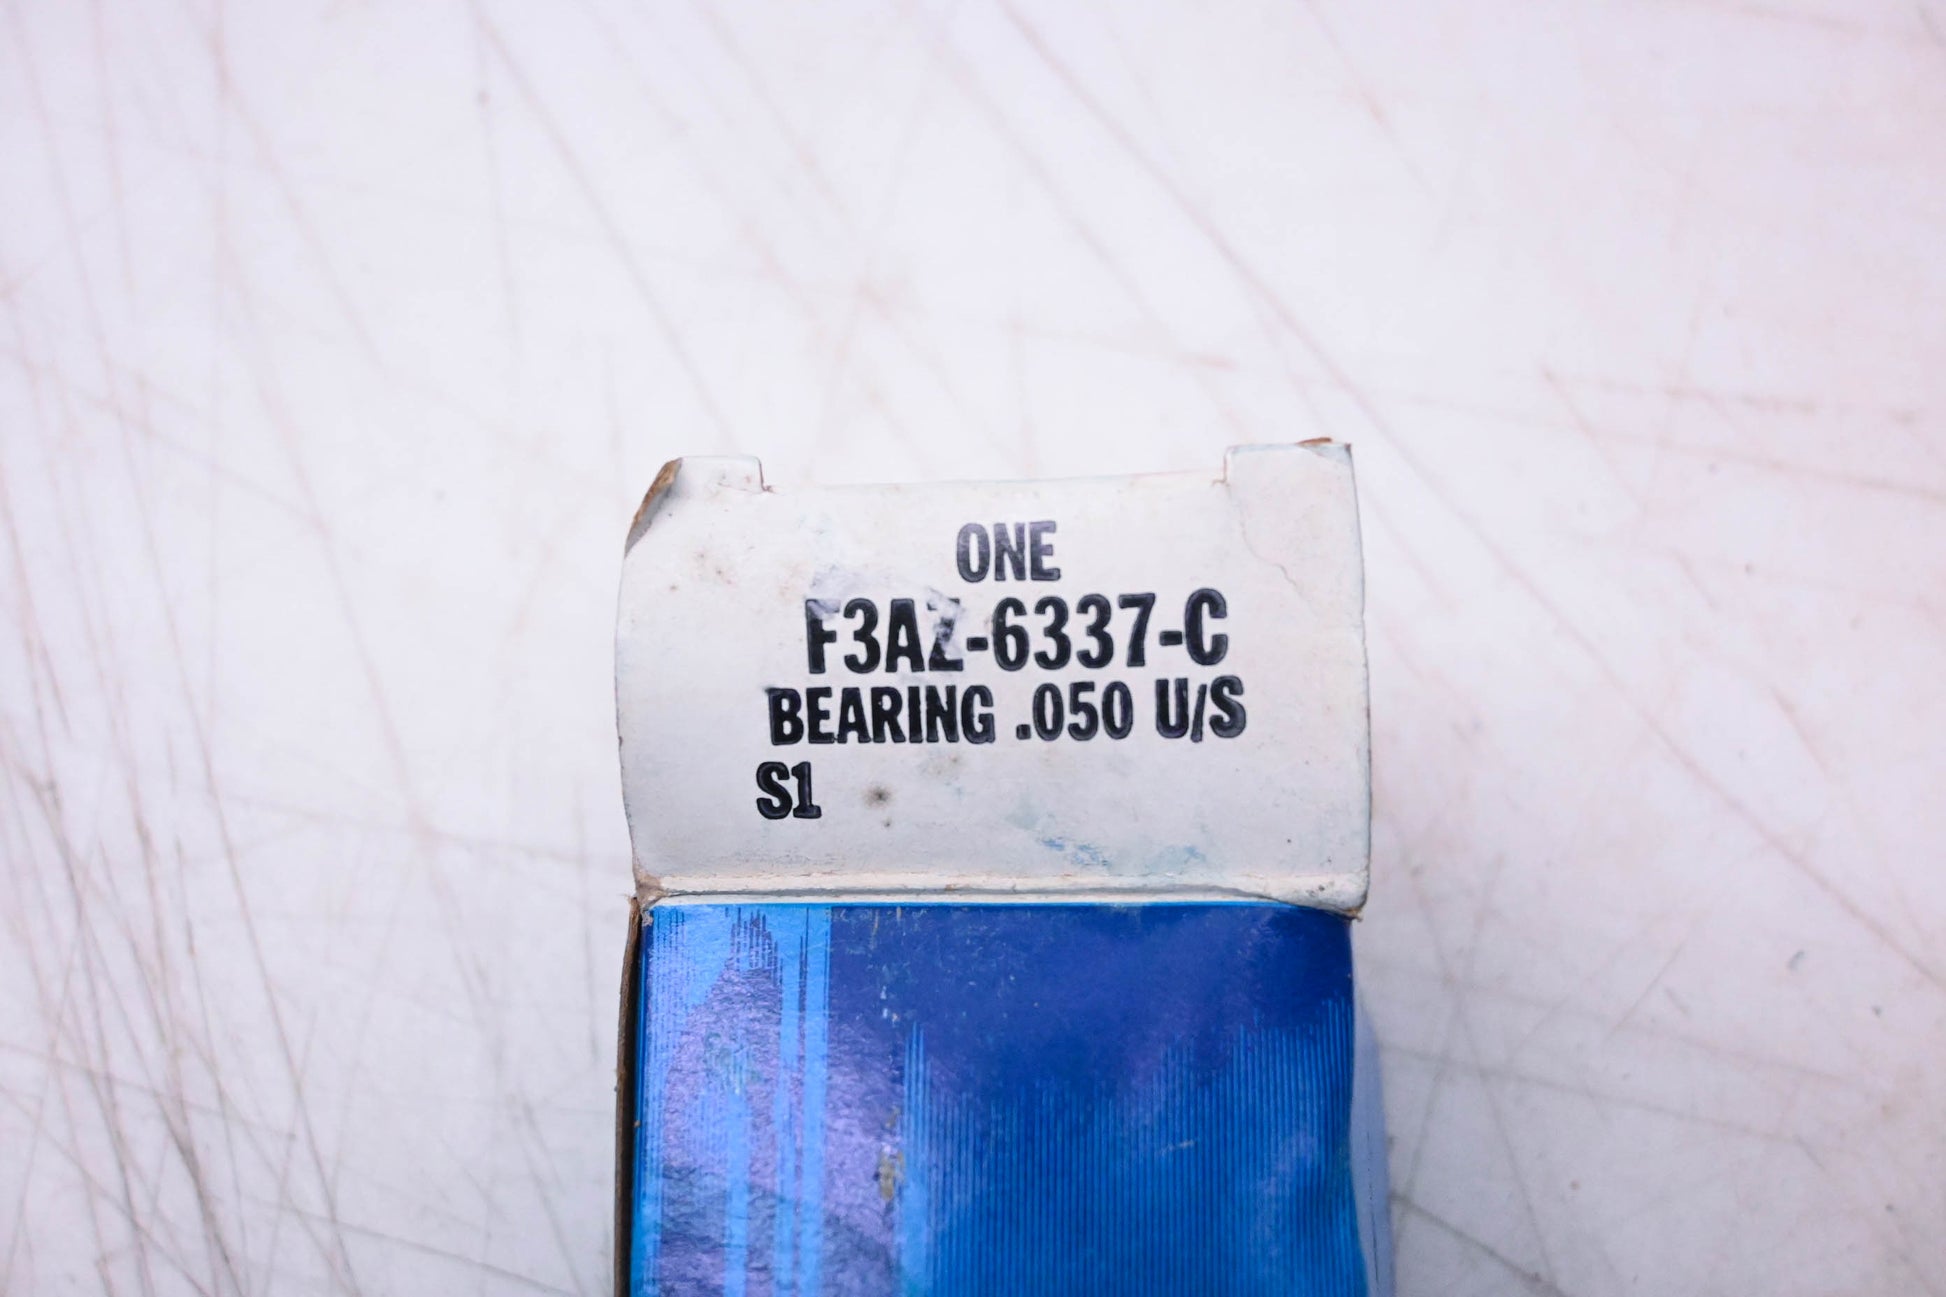 ONE
F3AZ-6337-C
BEARING .050 U/S
S1